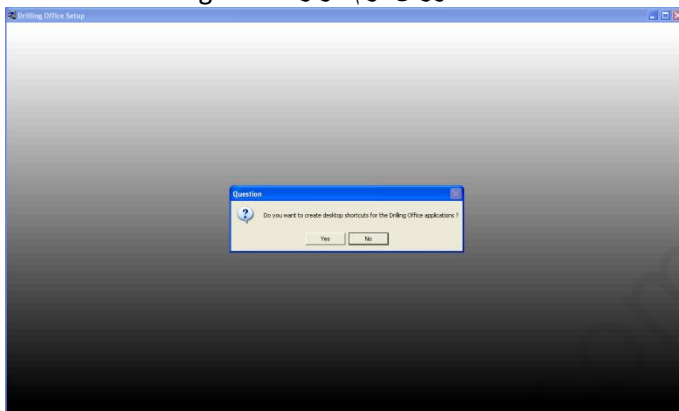 Drilling Office Setup
Question
Do you want to create desktop shortcuts for the Drilling Office applications ?
Yes No